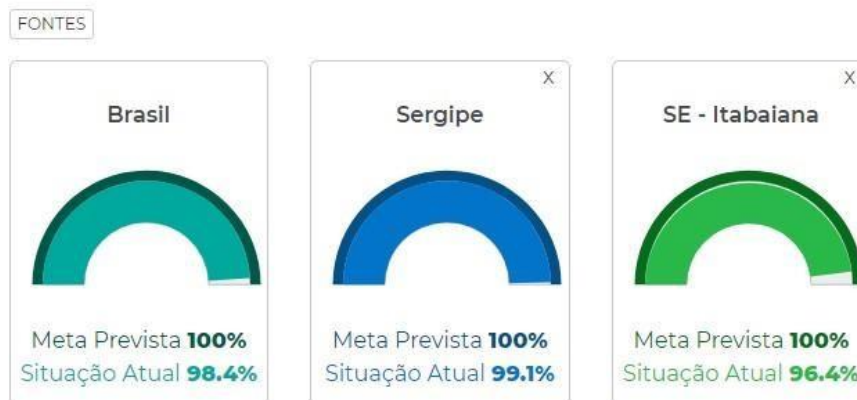 FONTES
Brasil
Meta Prevista 100%
Situação Atual 98.4%
X
Sergipe
Meta Prevista 100%
Situação Atual 99.1%
X
SE - Itabaiana
Meta Prevista 100%
Situação Atual 96.4%